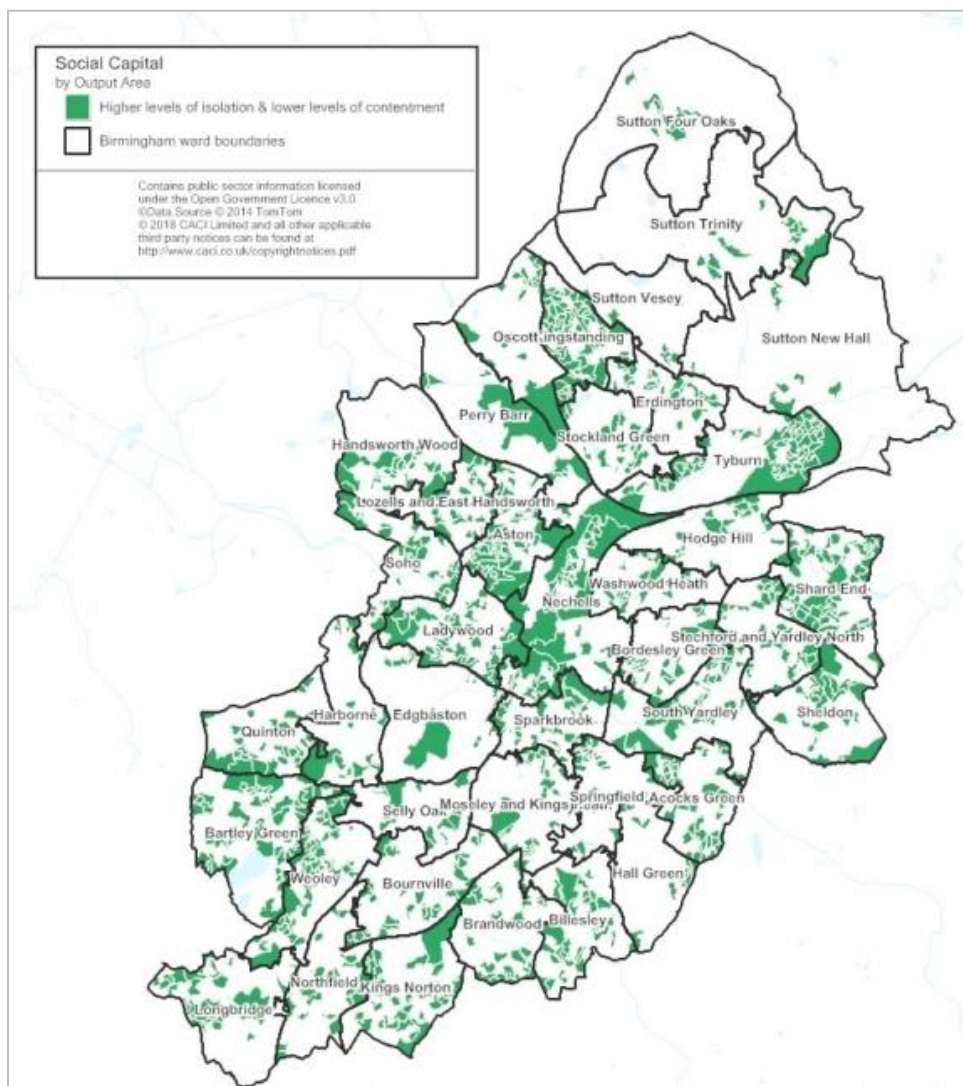 Social Capital
by Output Area
Higher levels of isolation & lower levels of contentment
Birmingham ward boundaries
Contains public sector information licensed
under the Open Government Licence v3.0.
©Data Source © 2014 TomTom
© 2018 CACI Limited and all other applicable
third party notices can be found at
http://www.caci.co.uk/copyrightnotices.pdf
Sutton Four Oaks
Sutton Trinity
Sutton Vesey
Sutton New Hall
Oscott
ingstanding
Erdington
Perry Barr
Stockland Green
Handsworth Wood
Tyburn
Lozells and East Handsworth
Aston
Hodge Hill
Soho
Washwood Heath
Shard End
Nechells
Ladywood
Stechford and Yardley North
Bordesley Green
Harborne
Edgbaston
Sparkbrook
South Yardley
Sheldon
Quinton
Springfield
Acocks Green
Selly Oak
Moseley and Kings Heath
Bartley Green
Hall Green
Weoley
Bournville
Brandwood
Billesley
Northfield
Kings Norton
Longbridge